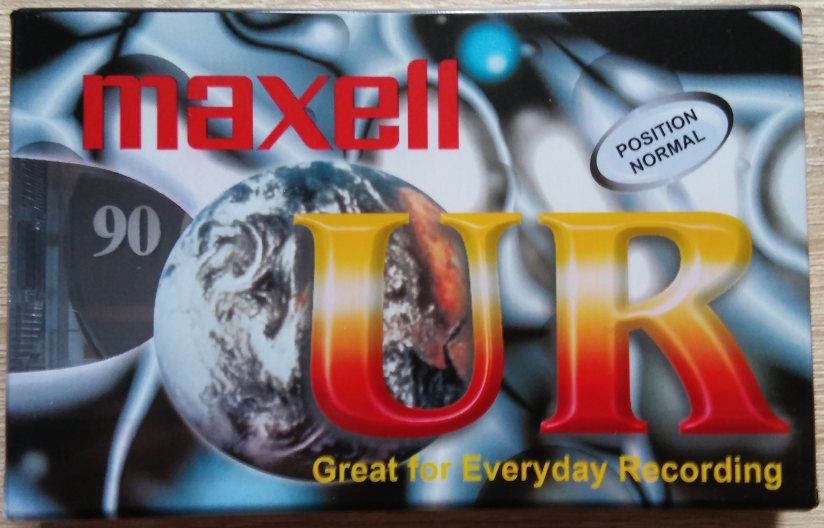 maxell
POSITION
NORMAL
90
UR
Great for Everyday Recording